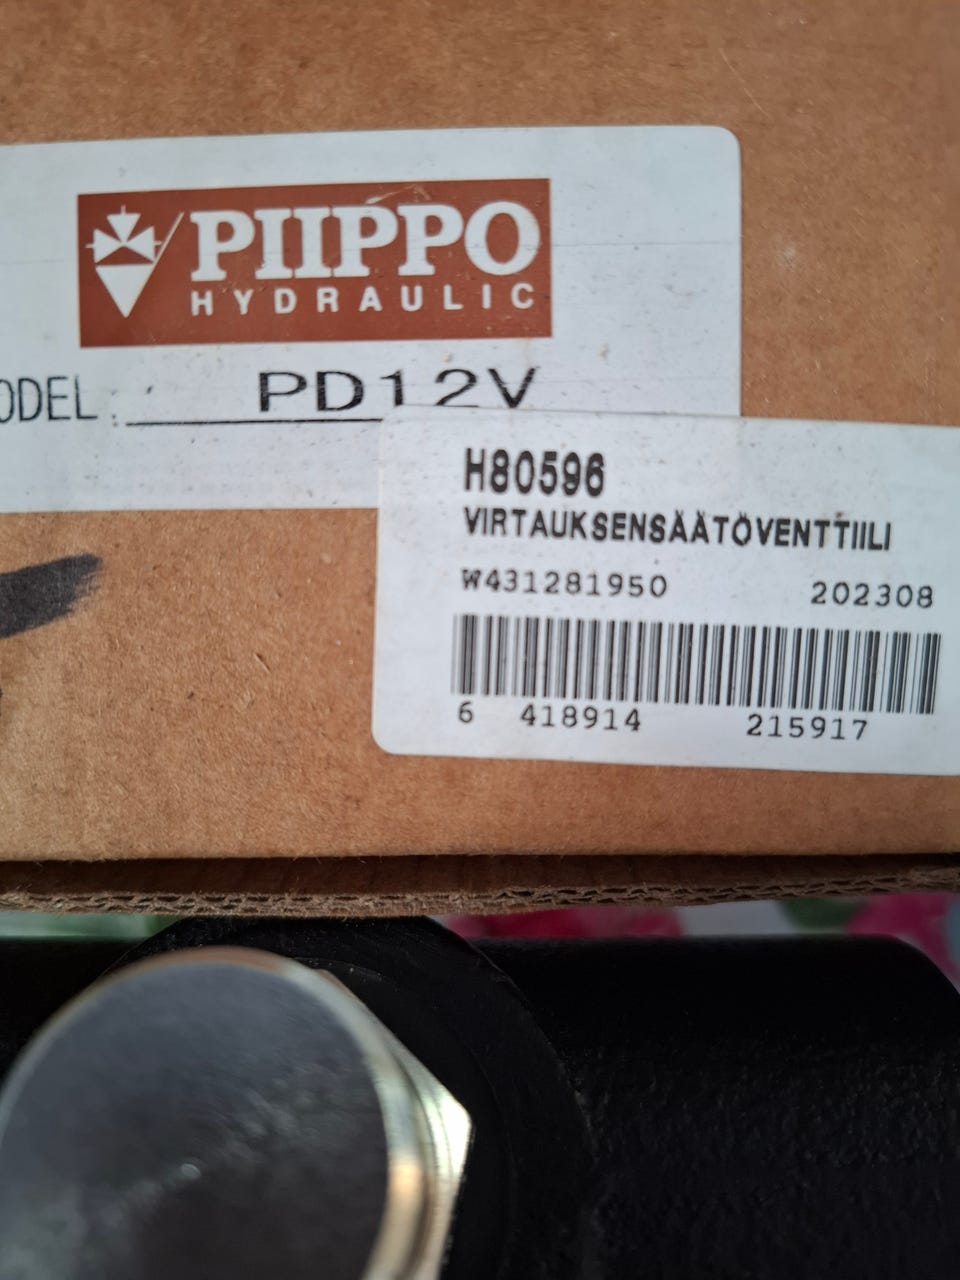 PIIPPO
HYDRAULIC
ODEL: PD12V
H80596
VIRTAUKSENSÄÄTÖVENTTIILI
W431281950 202308
6 418914 215917